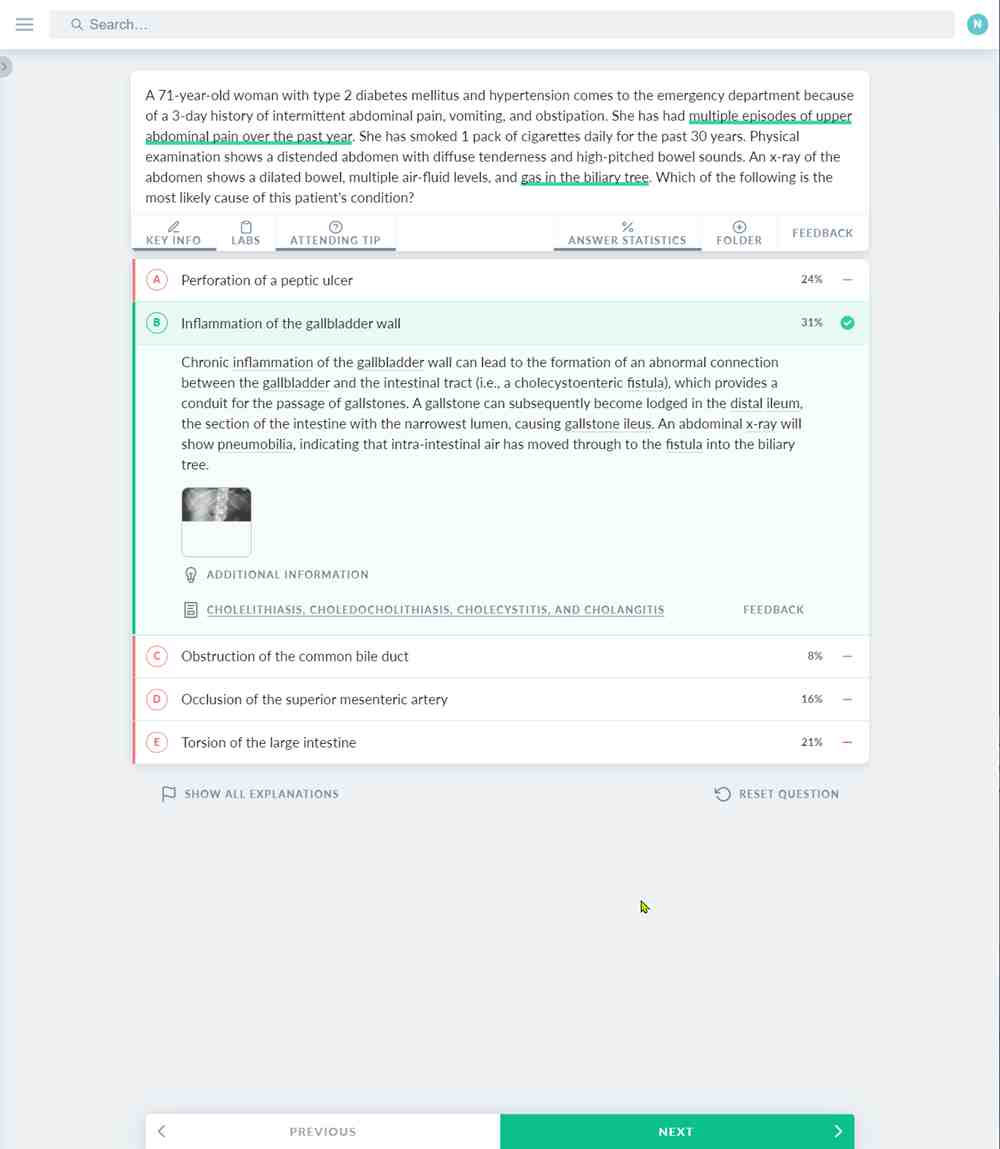 Search…
N
A 71-year-old woman with type 2 diabetes mellitus and hypertension comes to the emergency department because
of a 3-day history of intermittent abdominal pain, vomiting, and obstipation. She has had multiple episodes of upper
abdominal pain over the past year. She has smoked 1 pack of cigarettes daily for the past 30 years. Physical
examination shows a distended abdomen with diffuse tenderness and high-pitched bowel sounds. An x-ray of the
abdomen shows a dilated bowel, multiple air-fluid levels, and gas in the biliary tree. Which of the following is the
most likely cause of this patient's condition?
KEY INFO LABS ATTENDING TIP % ANSWER STATISTICS FOLDER FEEDBACK
A Perforation of a peptic ulcer 24%
B Inflammation of the gallbladder wall 31%
Chronic inflammation of the gallbladder wall can lead to the formation of an abnormal connection
between the gallbladder and the intestinal tract (i.e., a cholecystoenteric fistula), which provides a
conduit for the passage of gallstones. A gallstone can subsequently become lodged in the distal ileum,
the section of the intestine with the narrowest lumen, causing gallstone ileus. An abdominal x-ray will
show pneumobilia, indicating that intra-intestinal air has moved through to the fistula into the biliary
tree.
ADDITIONAL INFORMATION
CHOLELITHIASIS, CHOLEDOCHOLITHIASIS, CHOLECYSTITIS, AND CHOLANGITIS FEEDBACK
C Obstruction of the common bile duct 8%
D Occlusion of the superior mesenteric artery 16%
E Torsion of the large intestine 21%
SHOW ALL EXPLANATIONS RESET QUESTION
PREVIOUS NEXT